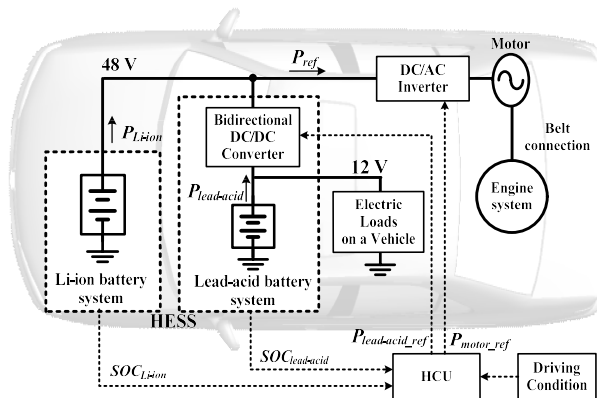 Motor
48 V
P_ref
DC/AC
Inverter
Bidirectional
DC/DC
Converter
P_Li-ion
Belt
connection
12 V
P_lead-acid
Engine
system
Electric
Loads
on a Vehicle
Li-ion battery
system
Lead-acid battery
system
HESS
P_lead-acid_ref
P_motor_ref
SOC_lead-acid
SOC_Li-ion
HCU
Driving
Condition